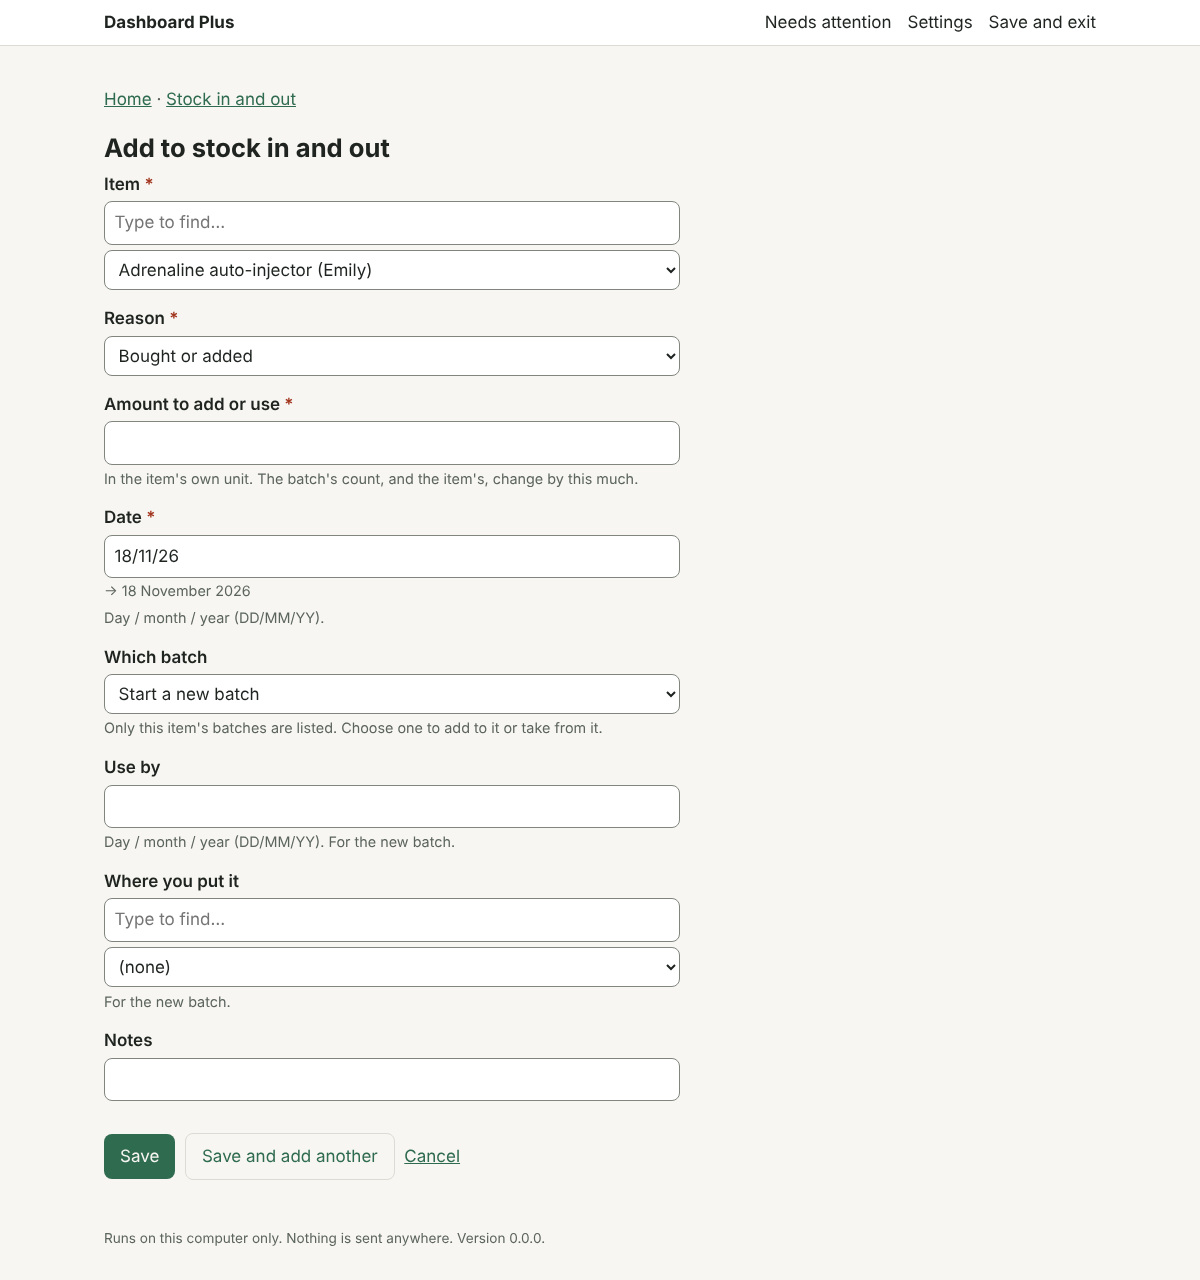 Dashboard Plus
Needs attention Settings Save and exit
Home · Stock in and out
Add to stock in and out
Item *
Type to find...
Adrenaline auto-injector (Emily)
Reason *
Bought or added
Amount to add or use *
In the item's own unit. The batch's count, and the item's, change by this much.
Date *
18/11/26
→ 18 November 2026
Day / month / year (DD/MM/YY).
Which batch
Start a new batch
Only this item's batches are listed. Choose one to add to it or take from it.
Use by
Day / month / year (DD/MM/YY). For the new batch.
Where you put it
Type to find...
(none)
For the new batch.
Notes
Save Save and add another Cancel
Runs on this computer only. Nothing is sent anywhere. Version 0.0.0.